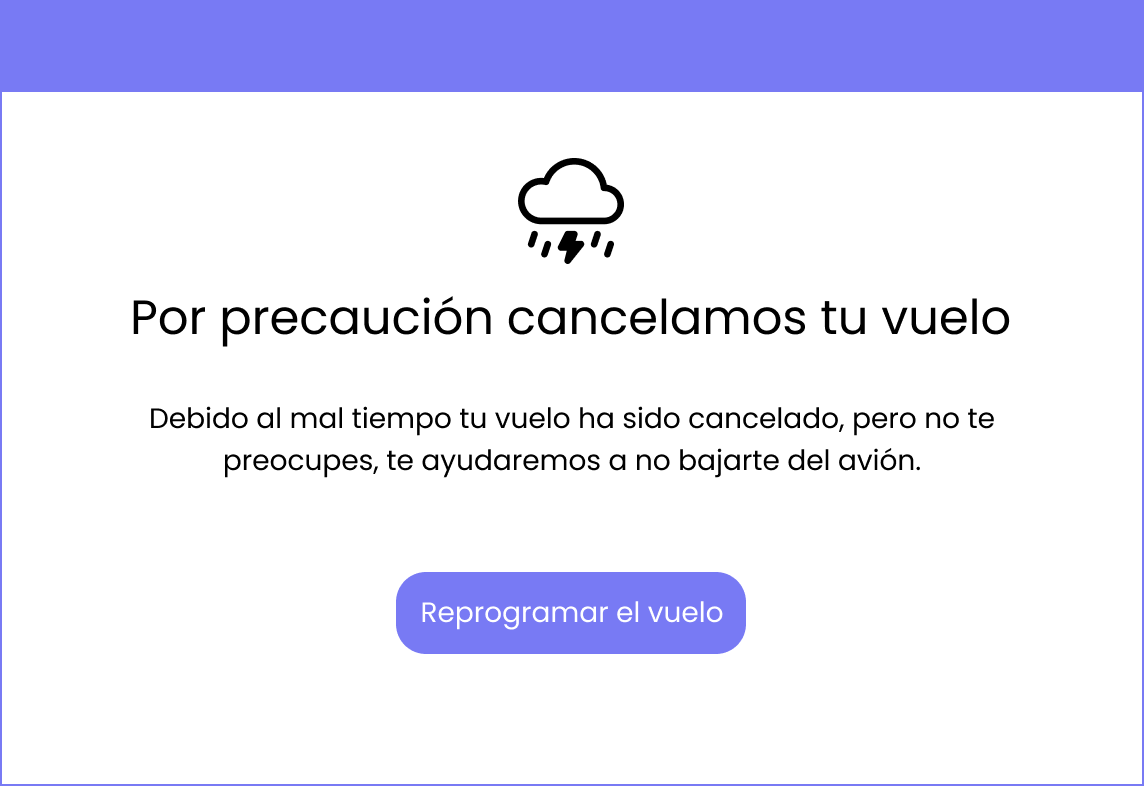 Por precaución cancelamos tu vuelo
Debido al mal tiempo tu vuelo ha sido cancelado, pero no te
preocupes, te ayudaremos a no bajarte del avión.
Reprogramar el vuelo